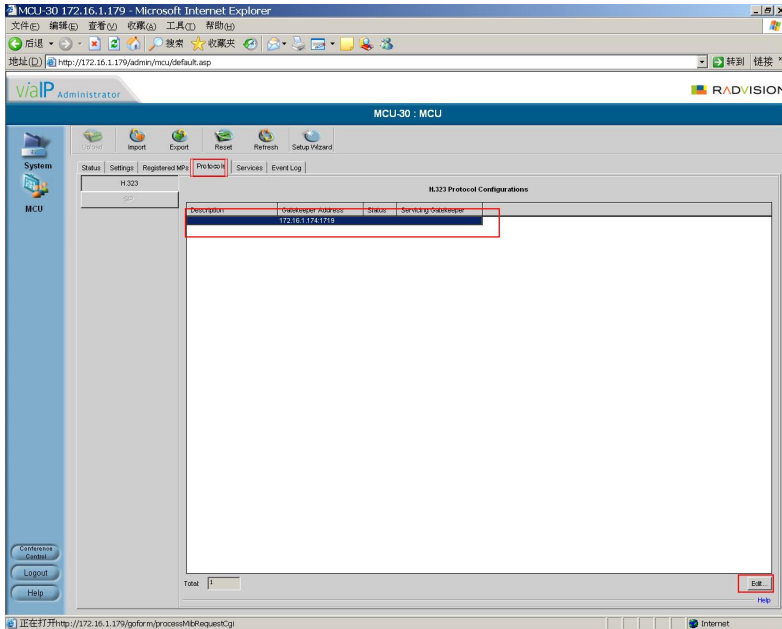 MCU-30 172.16.1.179 - Microsoft Internet Explorer
文件(F) 编辑(E) 查看(V) 收藏(A) 工具(T) 帮助(H)
后退 搜索 收藏夹
地址(D) http://172.16.1.179/admin/mcu/default.asp 转到 链接 »
viaIP Administrator RADVISION
MCU-30 : MCU
Upload Import Export Reset Refresh Setup Wizard
System
Status Settings Registered MPs Protocols Services Event Log
H.323
SIP
MCU
H.323 Protocol Configurations
Description Gatekeeper Address Status Servicing Gatekeeper
172.16.1.174:1719
Conference Control
Logout
Help
Total: 1 Edit...
Help
正在打开http://172.16.1.179/goform/processMibRequestCgi Internet